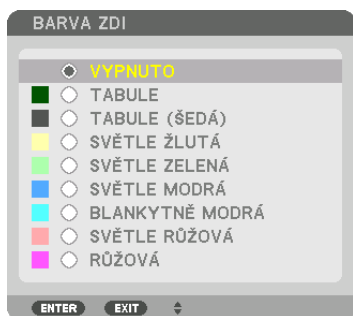 BARVA ZDI
VYPNUTO
TABULE
TABULE (ŠEDÁ)
SVĚTLE ŽLUTÁ
SVĚTLE ZELENÁ
SVĚTLE MODRÁ
BLANKYTNĚ MODRÁ
SVĚTLE RŮŽOVÁ
RŮŽOVÁ
ENTER EXIT